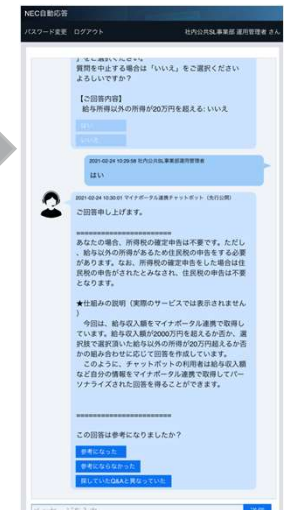 NEC自動応答
パスワード変更 ログアウト 社内公共SL事業部 運用管理者 さん
質問を中止する場合は「いいえ」をご選択ください
よろしいですか？
【ご回答内容】
給与所得以外の所得が20万円を超える: いいえ
はい
いいえ
2021-02-24 10:29:58 社内公共SL事業部運用管理者
はい
2021-02-24 10:30:01 マイナポータル連携チャットボット（先行公開）
ご回答申し上げます。
======================
あなたの場合、所得税の確定申告は不要です。ただし
、給与以外の所得があるため住民税の申告をする必要
があります。なお、所得税の確定申告をした場合は住
民税の申告がされたとみなされ、住民税の申告は不要
となります。
★仕組みの説明（実際のサービスでは表示されません
）
今回は、給与収入額をマイナポータル連携で取得し
ています。給与収入が2000万円を超えるか否か、選
択肢で選択頂いた給与以外の所得が20万円超えるか否
かの組み合わせに応じて回答を作成しています。
このように、チャットボットの利用者は給与収入額
など自分の情報をマイナポータル連携で取得してパー
ソナライズされた回答を得ることができます。
======================
この回答は参考になりましたか？
参考になった
参考にならなかった
探していたQ&Aと異なっていた